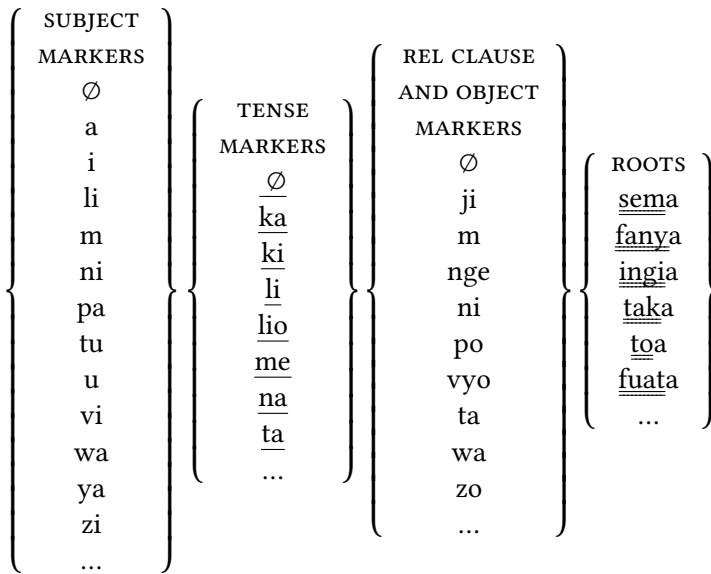 SUBJECT
MARKERS
∅
a
i
li
m
ni
pa
tu
u
vi
wa
ya
zi
...
TENSE
MARKERS
∅
ka
ki
li
lio
me
na
ta
...
REL CLAUSE
AND OBJECT
MARKERS
∅
ji
m
nge
ni
po
vyo
ta
wa
zo
...
ROOTS
sema
fanya
ingia
taka
toa
fuata
...